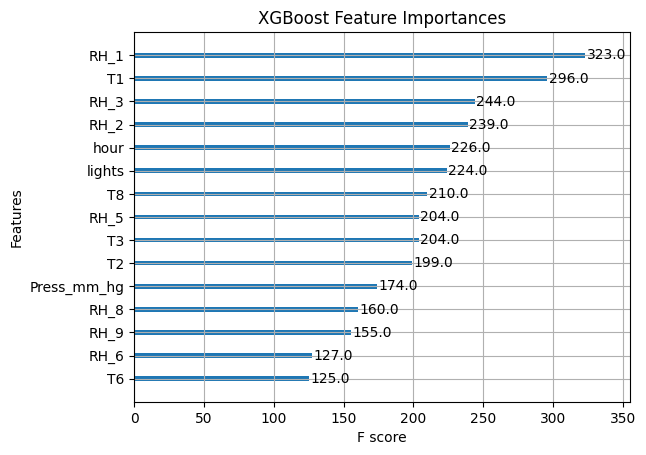 XGBoost Feature Importances
RH_1 323.0
T1 296.0
RH_3 244.0
RH_2 239.0
hour 226.0
lights 224.0
T8 210.0
RH_5 204.0
T3 204.0
T2 199.0
Press_mm_hg 174.0
RH_8 160.0
RH_9 155.0
RH_6 127.0
T6 125.0
Features
0 50 100 150 200 250 300 350
F score